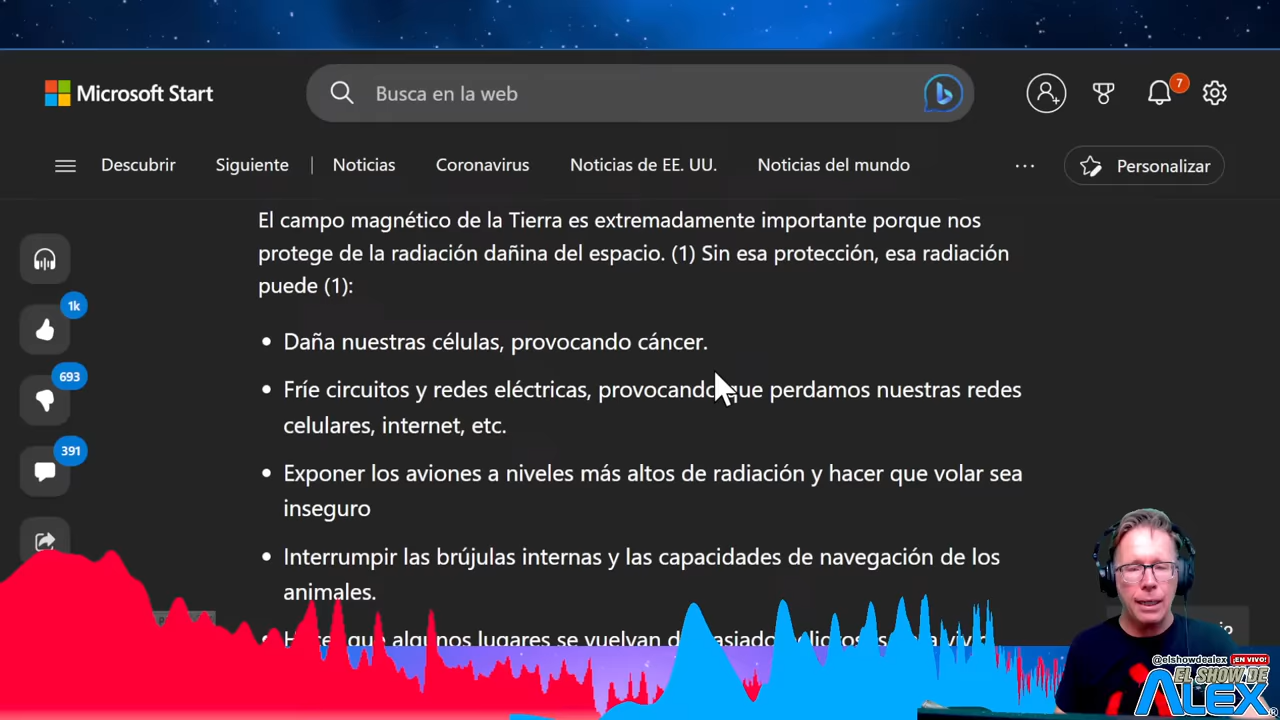 Microsoft Start
Busca en la web
7
Descubrir
Siguiente
Noticias
Coronavirus
Noticias de EE. UU.
Noticias del mundo
Personalizar
El campo magnético de la Tierra es extremadamente importante porque nos
protege de la radiación dañina del espacio. (1) Sin esa protección, esa radiación
puede (1):
1k
Daña nuestras células, provocando cáncer.
693
Fríe circuitos y redes eléctricas, provocando que perdamos nuestras redes
celulares, internet, etc.
391
Exponer los aviones a niveles más altos de radiación y hacer que volar sea
inseguro
Interrumpir las brújulas internas y las capacidades de navegación de los
animales.
que algunos lugares se vuelvan
@elshowdealex ¡EN VIVO!
EL SHOW DE
ALEX